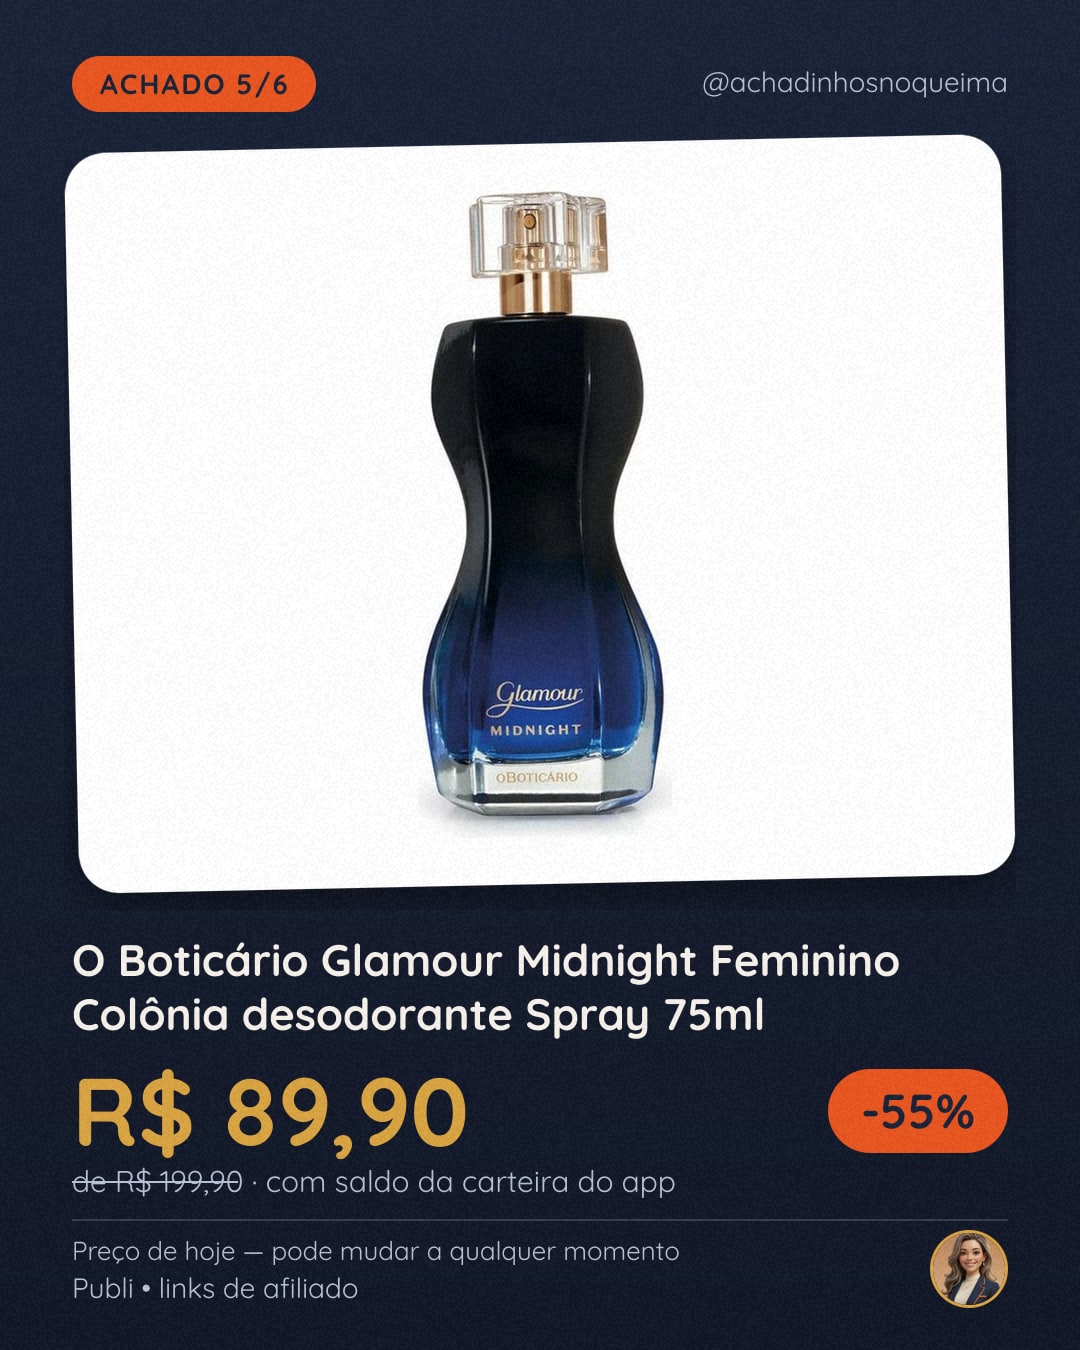 ACHADO 5/6
@achadinhosnoqueima
Glamour
MIDNIGHT
oBOTICÁRIO
O Boticário Glamour Midnight Feminino
Colônia desodorante Spray 75ml
R$ 89,90
-55%
de R$ 199,90 · com saldo da carteira do app
Preço de hoje — pode mudar a qualquer momento
Publi • links de afiliado